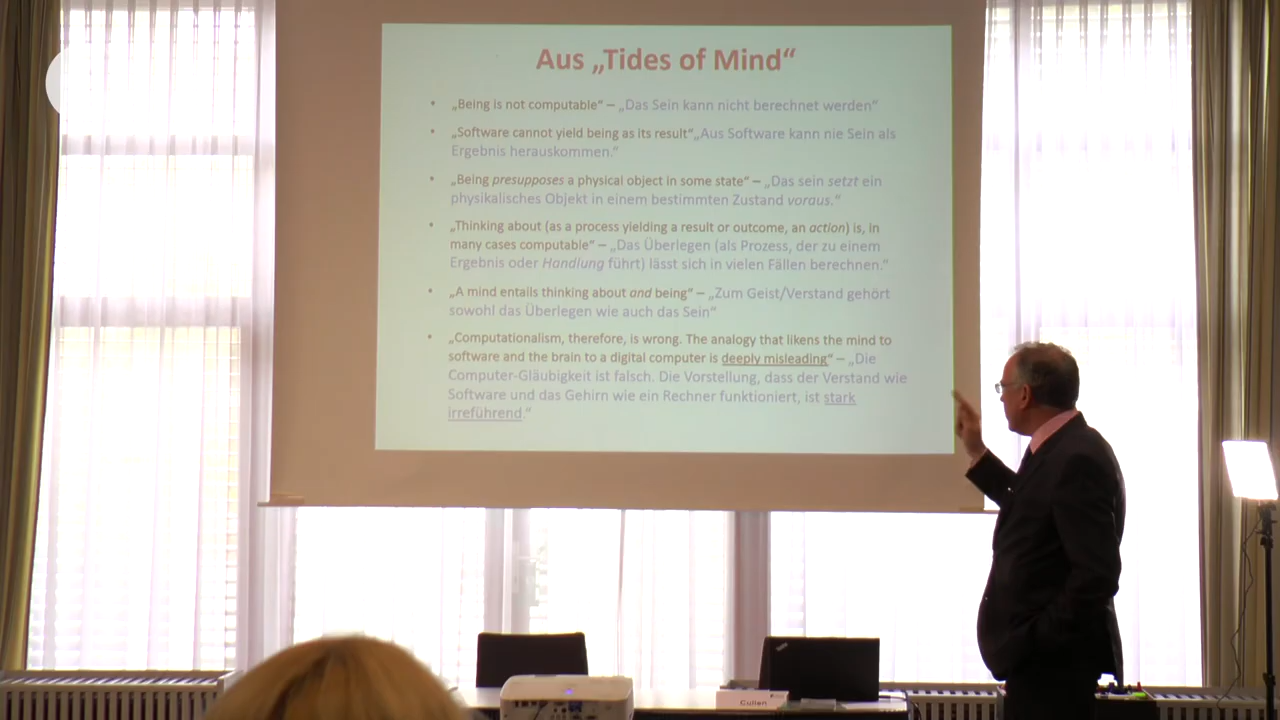 Aus „Tides of Mind“
• „Being is not computable“ – „Das Sein kann nicht berechnet werden“
• „Software cannot yield being as its result“„Aus Software kann nie Sein als
Ergebnis herauskommen.“
• „Being presupposes a physical object in some state“ – „Das sein setzt ein
physikalisches Objekt in einem bestimmten Zustand voraus.“
• „Thinking about (as a process yielding a result or outcome, an action) is, in
many cases computable“ – „Das Überlegen (als Prozess, der zu einem
Ergebnis oder Handlung führt) lässt sich in vielen Fällen berechnen.“
• „A mind entails thinking about and being“ – „Zum Geist/Verstand gehört
sowohl das Überlegen wie auch das Sein“
• „Computationalism, therefore, is wrong. The analogy that likens the mind to
software and the brain to a digital computer is deeply misleading“ – „Die
Computer-Gläubigkeit ist falsch. Die Vorstellung, dass der Verstand wie
Software und das Gehirn wie ein Rechner funktioniert, ist stark
irreführend.“
Cullen